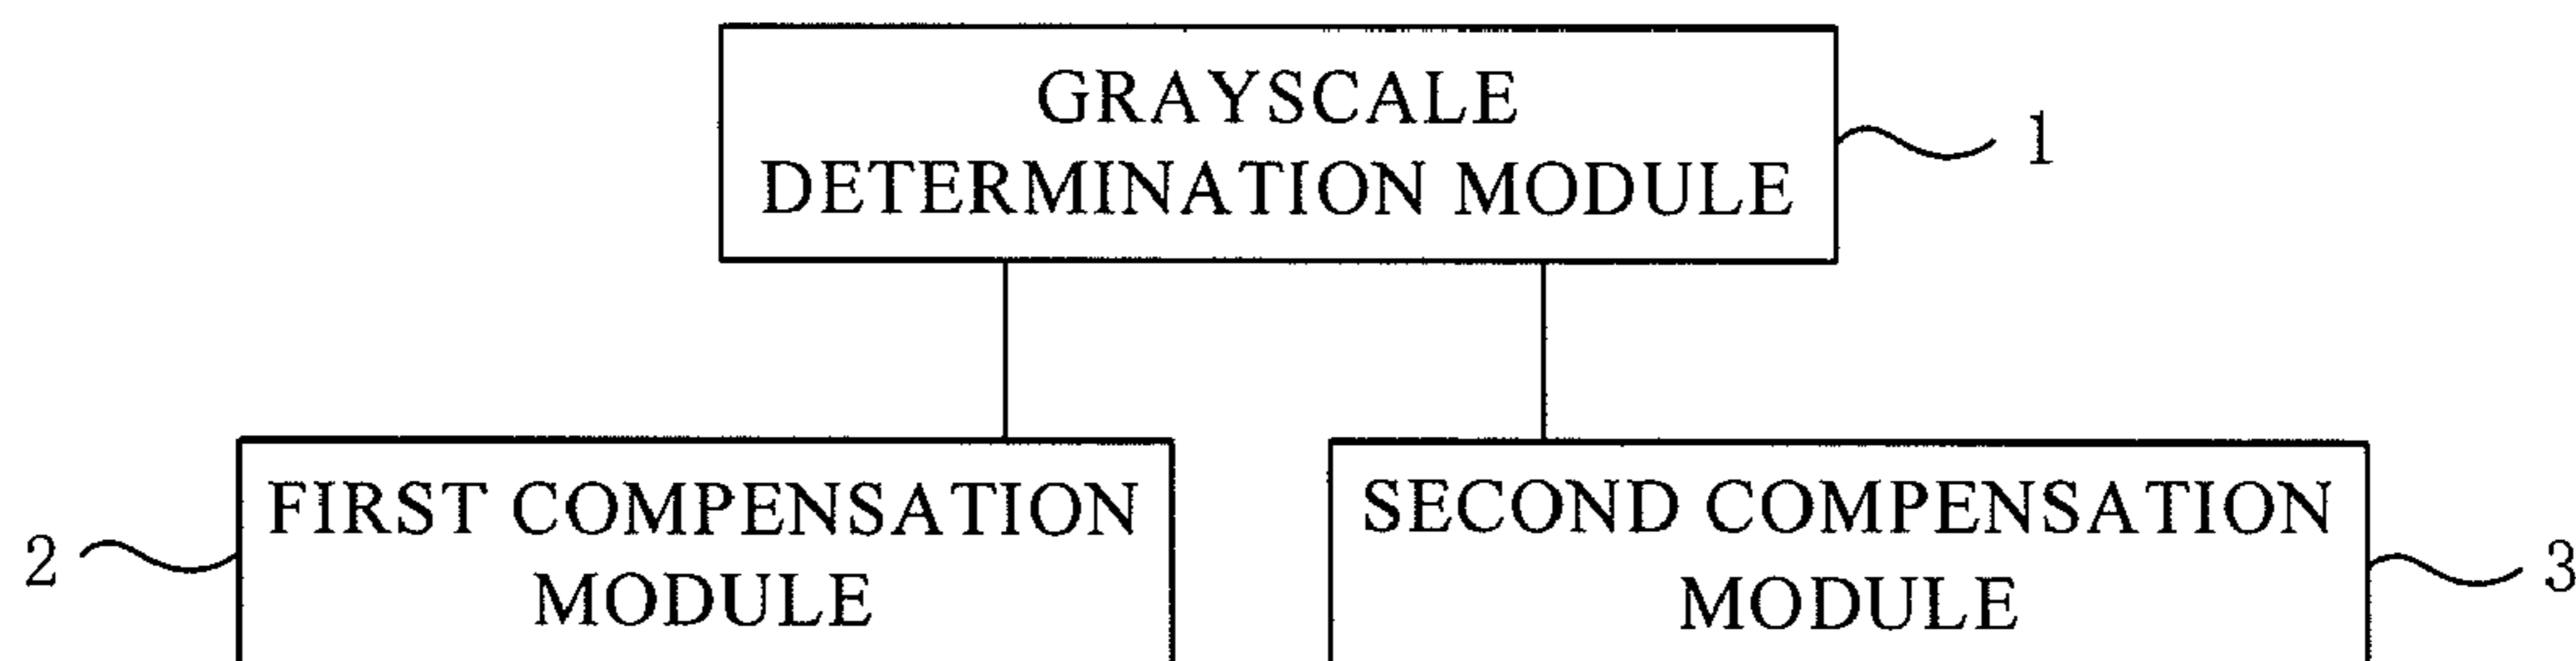 GRAYSCALE
DETERMINATION MODULE
1
FIRST COMPENSATION
MODULE
2
SECOND COMPENSATION
MODULE
3